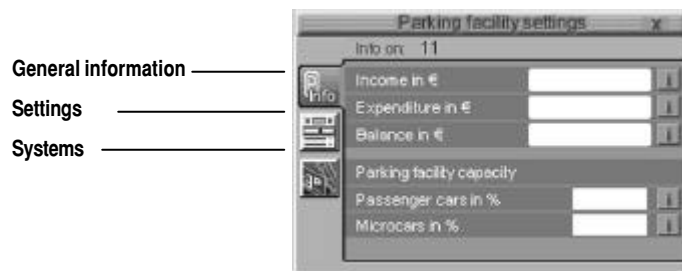 Parking facility settings x
Info on: 11
General information
Settings
Systems
Info
Income in €
Expenditure in €
Balance in €
Parking facility capacity
Passenger cars in %
Microcars in %